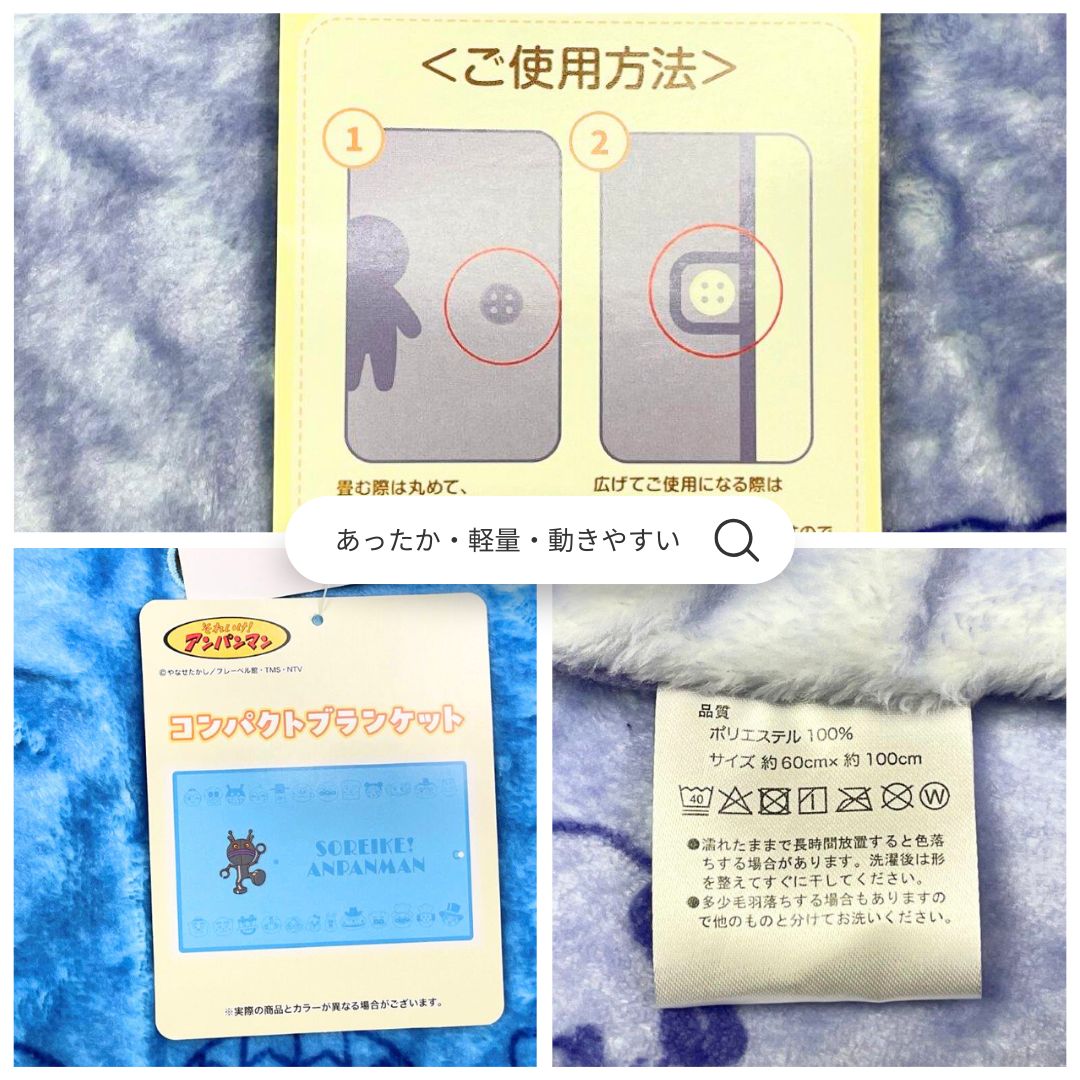 ＜ご使用方法＞
1
2
畳む際は丸めて、
広げてご使用になる際は
ので
あったか・軽量・動きやすい
それいけ!
アンパンマン
©やなせたかし／フレーベル館・TMS・NTV
コンパクトブランケット
SOREIKE!
ANPANMAN
※実際の商品とカラーが異なる場合がございます。
品質
ポリエステル 100%
サイズ 約60cm× 約100cm
40
1
W
●濡れたままで長時間放置すると色落
ちする場合があります。洗濯後は形
を整えてすぐに干してください。
●多少毛羽落ちする場合もありますの
で他のものと分けてお洗いください。